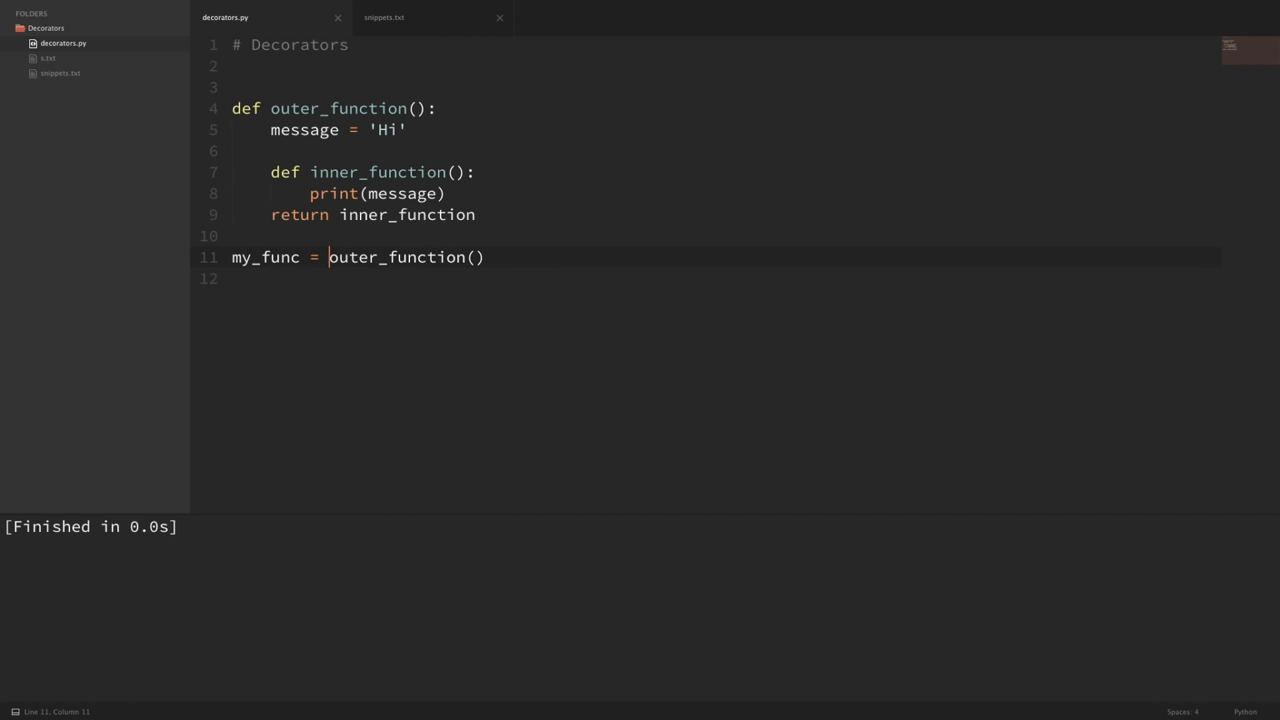 FOLDERS
Decorators
decorators.py
s.txt
snippets.txt
decorators.py
snippets.txt
1 # Decorators
2
3
4 def outer_function():
5     message = 'Hi'
6
7     def inner_function():
8         print(message)
9     return inner_function
10
11 my_func = outer_function()
12
[Finished in 0.0s]
Line 11, Column 11
Spaces: 4
Python